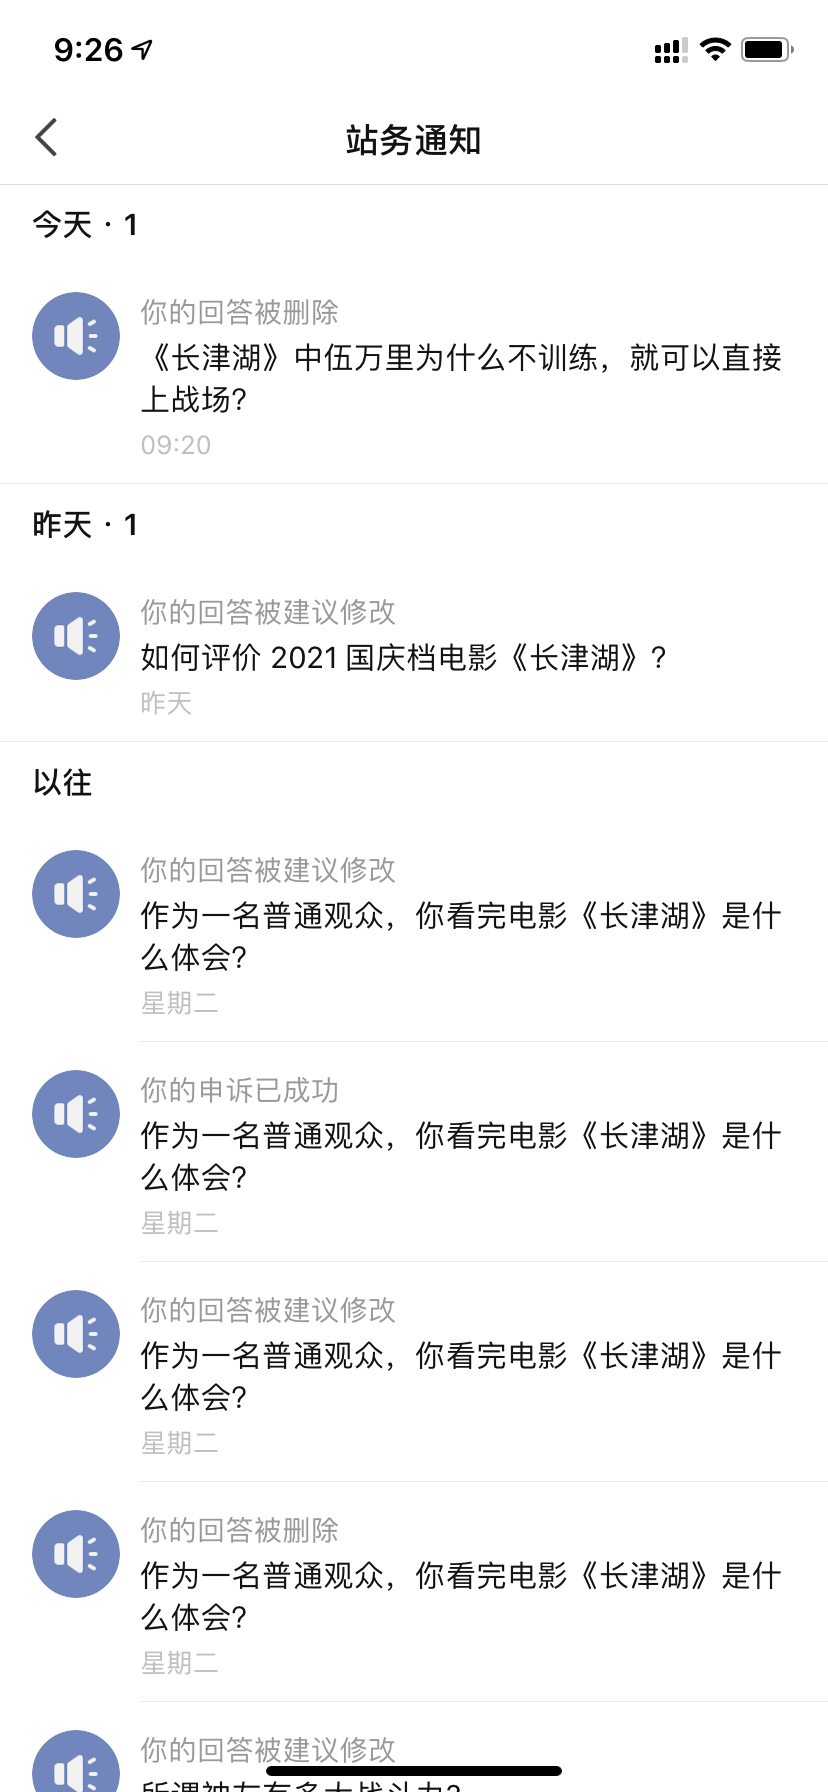 9:26
站务通知
今天 · 1
你的回答被删除
《长津湖》中伍万里为什么不训练，就可以直接
上战场?
09:20
昨天 · 1
你的回答被建议修改
如何评价 2021 国庆档电影《长津湖》?
昨天
以往
你的回答被建议修改
作为一名普通观众，你看完电影《长津湖》是什
么体会?
星期二
你的申诉已成功
作为一名普通观众，你看完电影《长津湖》是什
么体会?
星期二
你的回答被建议修改
作为一名普通观众，你看完电影《长津湖》是什
么体会?
星期二
你的回答被删除
作为一名普通观众，你看完电影《长津湖》是什
么体会?
星期二
你的回答被建议修改